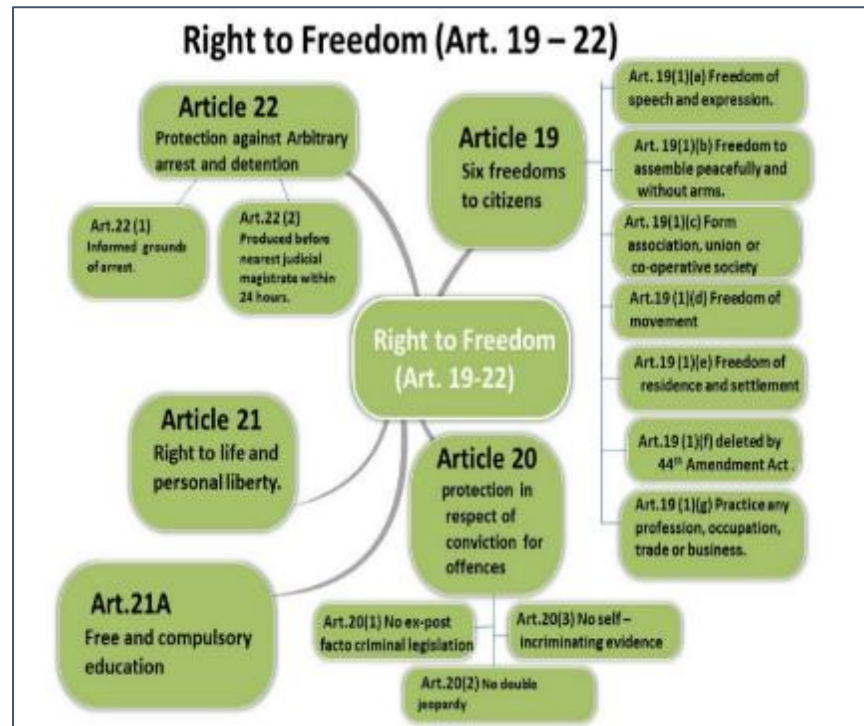 Right to Freedom (Art. 19 – 22)
Article 22
Protection against Arbitrary
arrest and detention
Art.22 (1)
Informed grounds
of arrest.
Art.22 (2)
Produced before
nearest judicial
magistrate within
24 hours.
Article 19
Six freedoms
to citizens
Art. 19(1)(a) Freedom of
speech and expression.
Art. 19(1)(b) Freedom to
assemble peacefully and
without arms.
Art. 19(1)(c) Form
association, union or
co-operative society
Art.19 (1)(d) Freedom of
movement
Art.19 (1)(e) Freedom of
residence and settlement
Art.19 (1)(f) deleted by
44th Amendment Act .
Art.19 (1)(g) Practice any
profession, occupation,
trade or business.
Right to Freedom
(Art. 19-22)
Article 21
Right to life and
personal liberty.
Article 20
protection in
respect of
conviction for
offences
Art.21A
Free and compulsory
education
Art.20(1) No ex-post
facto criminal legislation
Art.20(3) No self –
incriminating evidence
Art.20(2) No double
jeopardy